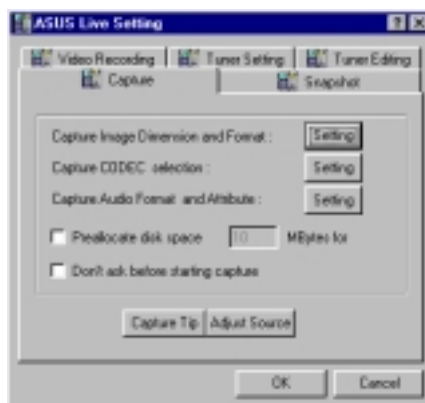 ASUS Live Setting
Video Recording Tuner Setting Tuner Editing
Capture Snapshot
Capture Image Dimension and Format : Setting
Capture CODEC selection : Setting
Capture Audio Format and Attribute : Setting
Preallocate disk space 10 MBytes for
Don't ask before starting capture
Capture Tip Adjust Source
OK Cancel